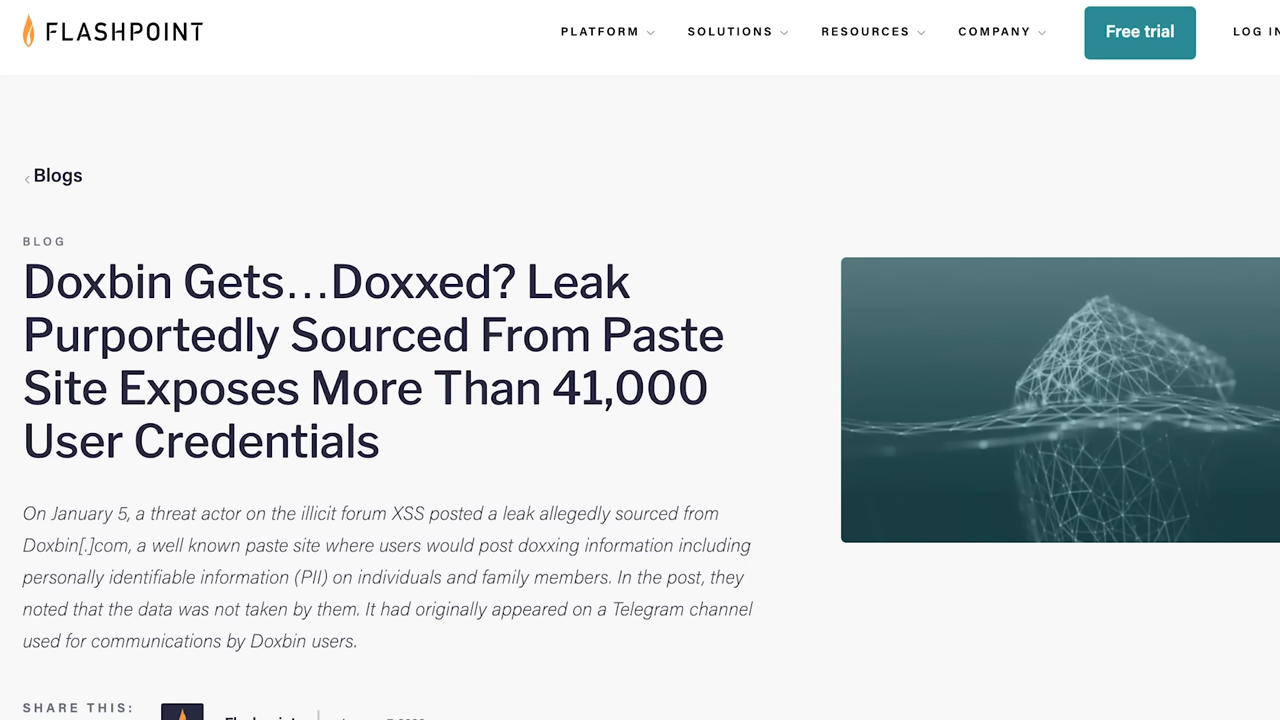 FLASHPOINT
PLATFORM SOLUTIONS RESOURCES COMPANY Free trial LOG IN
Blogs
BLOG
Doxbin Gets…Doxxed? Leak
Purportedly Sourced From Paste
Site Exposes More Than 41,000
User Credentials
On January 5, a threat actor on the illicit forum XSS posted a leak allegedly sourced from
Doxbin[.]com, a well known paste site where users would post doxxing information including
personally identifiable information (PII) on individuals and family members. In the post, they
noted that the data was not taken by them. It had originally appeared on a Telegram channel
used for communications by Doxbin users.
SHARE THIS: